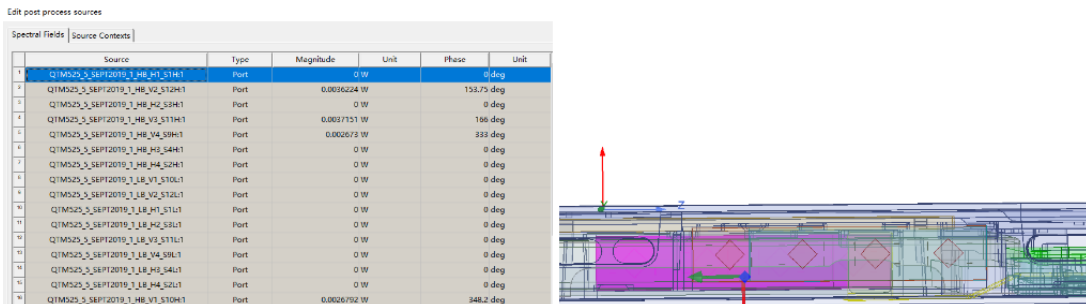 Edit post process sources
Spectral Fields Source Contexts
Source Type Magnitude Unit Phase Unit
1 QTM525_5_SEPT2019_1_HB_H1_S1H:1 Port 0 W 0 deg
2 QTM525_5_SEPT2019_1_HB_V2_S12H:1 Port 0.0036224 W 153.75 deg
3 QTM525_5_SEPT2019_1_HB_H2_S3H:1 Port 0 W 0 deg
4 QTM525_5_SEPT2019_1_HB_V3_S11H:1 Port 0.0037151 W 166 deg
5 QTM525_5_SEPT2019_1_HB_V4_S9H:1 Port 0.002673 W 333 deg
6 QTM525_5_SEPT2019_1_HB_H3_S4H:1 Port 0 W 0 deg
7 QTM525_5_SEPT2019_1_HB_H4_S2H:1 Port 0 W 0 deg
8 QTM525_5_SEPT2019_1_LB_V1_S10L:1 Port 0 W 0 deg
9 QTM525_5_SEPT2019_1_LB_V2_S12L:1 Port 0 W 0 deg
10 QTM525_5_SEPT2019_1_LB_H1_S1L:1 Port 0 W 0 deg
11 QTM525_5_SEPT2019_1_LB_H2_S3L:1 Port 0 W 0 deg
12 QTM525_5_SEPT2019_1_LB_V3_S11L:1 Port 0 W 0 deg
13 QTM525_5_SEPT2019_1_LB_V4_S9L:1 Port 0 W 0 deg
14 QTM525_5_SEPT2019_1_LB_H3_S4L:1 Port 0 W 0 deg
15 QTM525_5_SEPT2019_1_LB_H4_S2L:1 Port 0 W 0 deg
16 QTM525_5_SEPT2019_1_HB_V1_S10H:1 Port 0.0026792 W 348.2 deg
Z